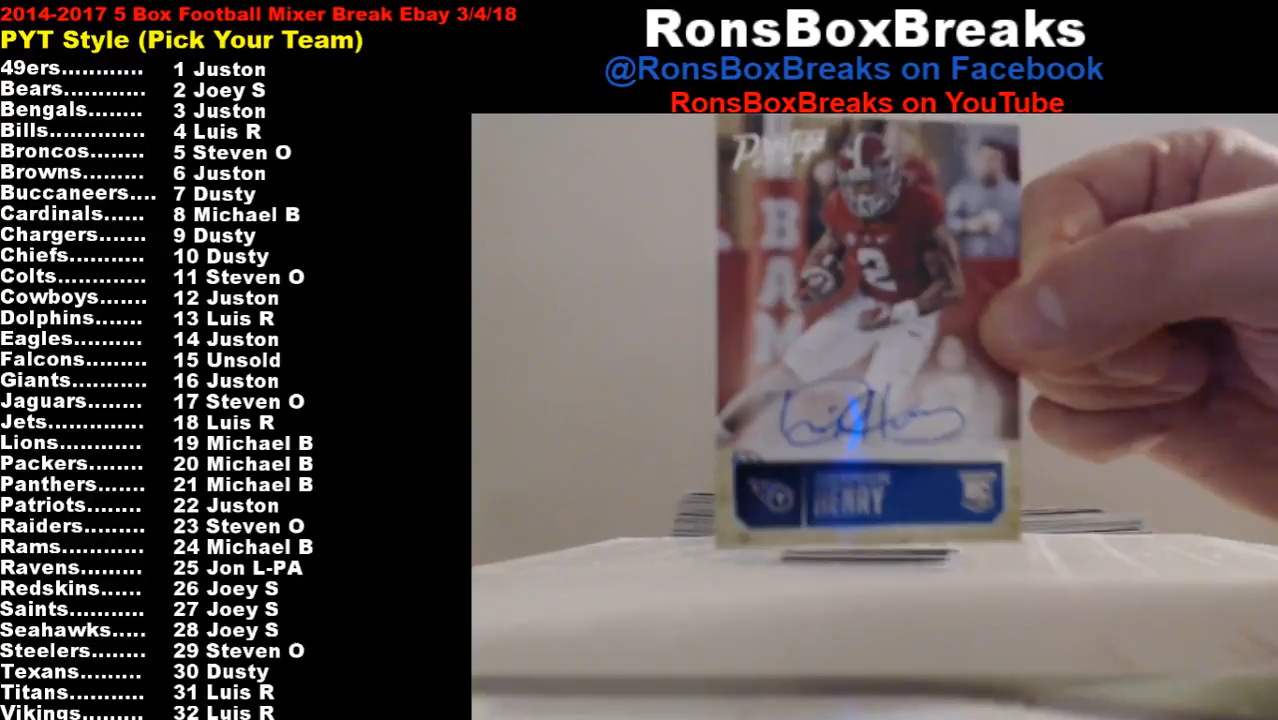 2014-2017 5 Box Football Mixer Break Ebay 3/4/18
PYT Style (Pick Your Team)
49ers............ 1 Juston
Bears............ 2 Joey S
Bengals........ 3 Juston
Bills.............. 4 Luis R
Broncos........ 5 Steven O
Browns......... 6 Juston
Buccaneers.... 7 Dusty
Cardinals...... 8 Michael B
Chargers....... 9 Dusty
Chiefs........... 10 Dusty
Colts............. 11 Steven O
Cowboys....... 12 Juston
Dolphins....... 13 Luis R
Eagles.......... 14 Juston
Falcons......... 15 Unsold
Giants........... 16 Juston
Jaguars........ 17 Steven O
Jets.............. 18 Luis R
Lions............ 19 Michael B
Packers........ 20 Michael B
Panthers....... 21 Michael B
Patriots........ 22 Juston
Raiders......... 23 Steven O
Rams............ 24 Michael B
Ravens......... 25 Jon L-PA
Redskins...... 26 Joey S
Saints........... 27 Joey S
Seahawks..... 28 Joey S
Steelers........ 29 Steven O
Texans......... 30 Dusty
Titans........... 31 Luis R
Vikings......... 32 Luis R
RonsBoxBreaks
@RonsBoxBreaks on Facebook
RonsBoxBreaks on YouTube
Prestige
BAM
2
HENRY
RC